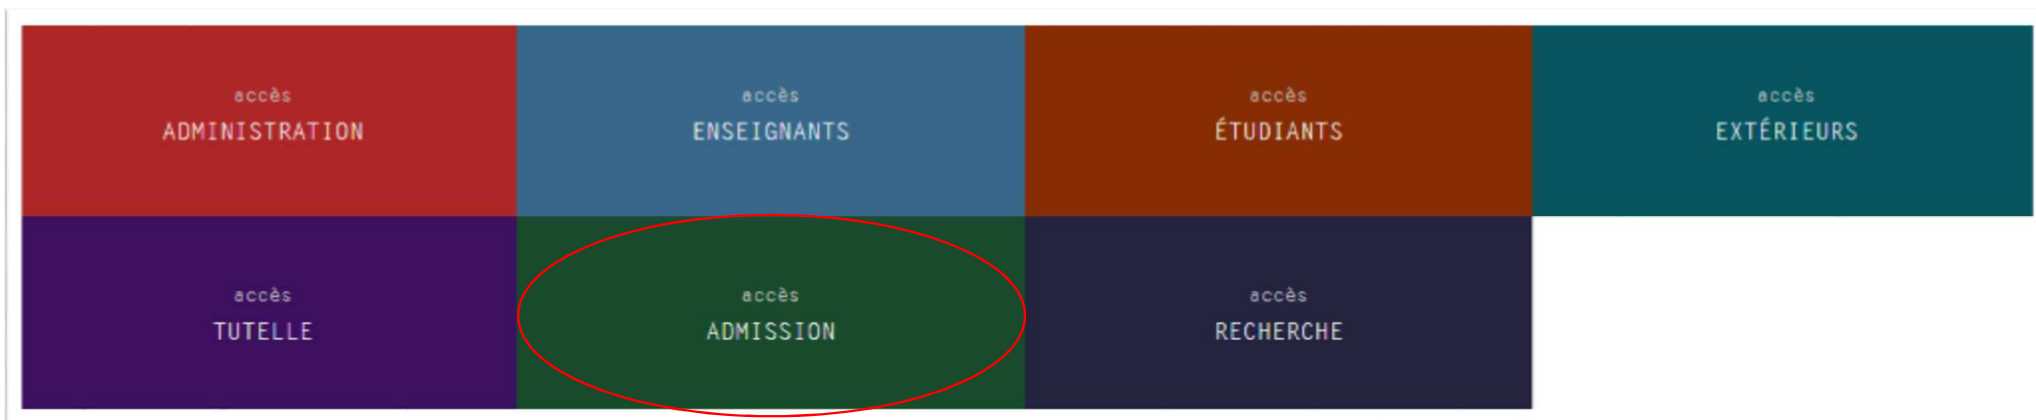 accès
ADMINISTRATION
accès
ENSEIGNANTS
accès
ÉTUDIANTS
accès
EXTÉRIEURS
accès
TUTELLE
accès
ADMISSION
accès
RECHERCHE